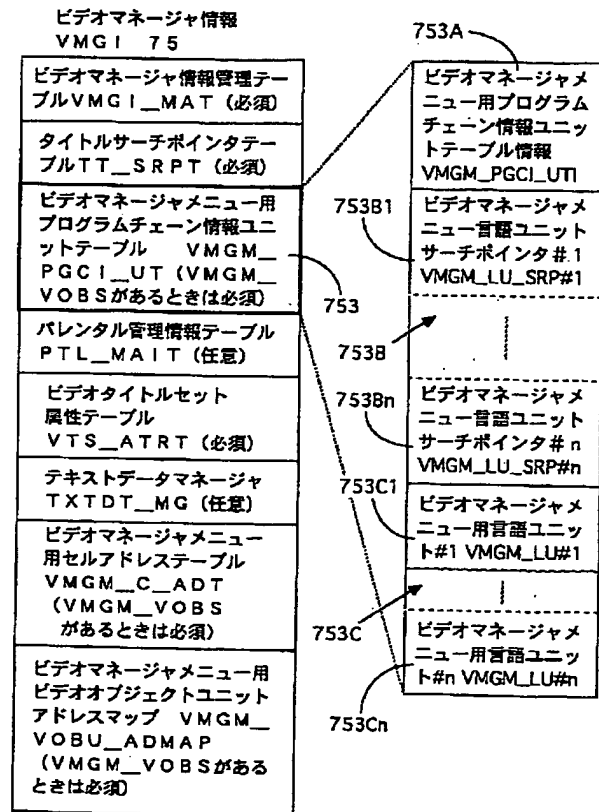 ビデオマネージャ情報
VMGI 75
ビデオマネージャ情報管理テー
ブルVMGI__MAT (必須)
タイトルサーチポインタテー
ブルTT__SRPT (必須)
ビデオマネージャメニュー用
プログラムチェーン情報ユニ
ットテーブル VMGM__
PGCI__UT (VMGM__
VOBSがあるときは必須)
パレンタル管理情報テーブル
PTL__MAIT (任意)
ビデオタイトルセット
属性テーブル
VTS__ATRT (必須)
テキストデータマネージャ
TXTDT__MG (任意)
ビデオマネージャメニュー
用セルアドレステーブル
VMGM__C__ADT
(VMGM__VOBS
があるときは必須)
ビデオマネージャメニュー用
ビデオオブジェクトユニット
アドレスマップ VMGM__
VOBU__ADMAP
(VMGM__VOBSがある
ときは必須)
753
753A
ビデオマネージャメ
ニュー用プログラム
チェーン情報ユニッ
トテーブル情報
VMGM_PGCI_UTI
753B1
ビデオマネージャメ
ニュー言語ユニット
サーチポインタ#1
VMGM_LU_SRP#1
753B
753Bn
ビデオマネージャメ
ニュー言語ユニット
サーチポインタ#n
VMGM_LU_SRP#n
753C1
ビデオマネージャメ
ニュー用言語ユニッ
ト#1 VMGM_LU#1
753C
ビデオマネージャメ
ニュー用言語ユニッ
ト#n VMGM_LU#n
753Cn